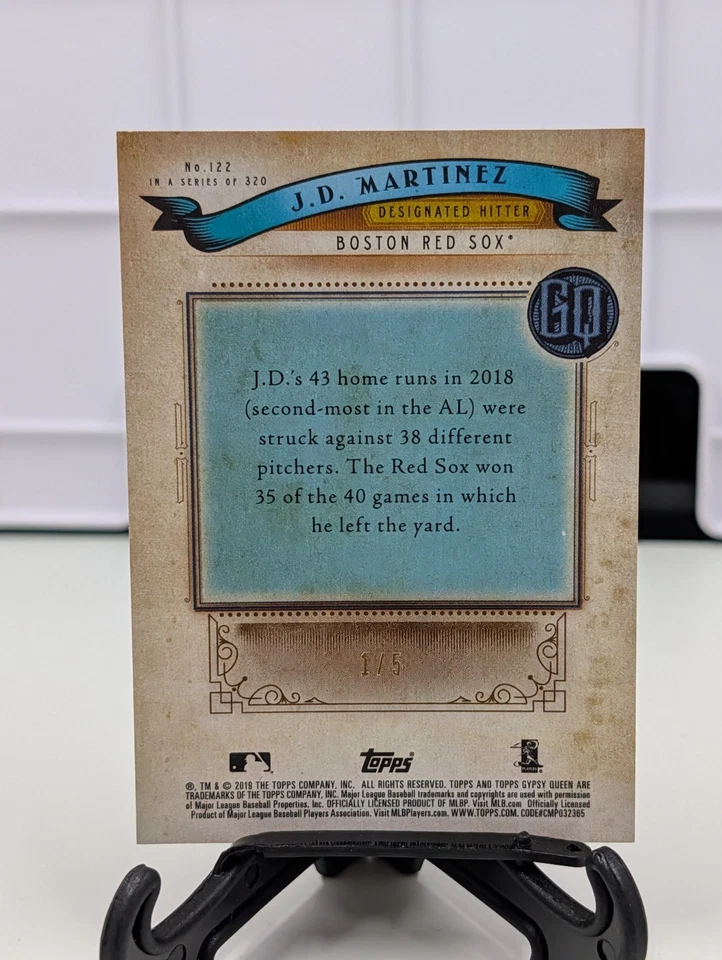 No. 122
IN A SERIES OF 320
J.D. MARTINEZ
DESIGNATED HITTER
BOSTON RED SOX®
GQ
J.D.'s 43 home runs in 2018
(second-most in the AL) were
struck against 38 different
pitchers. The Red Sox won
35 of the 40 games in which
he left the yard.
1/5
topps®
®, TM & © 2019 THE TOPPS COMPANY, INC. ALL RIGHTS RESERVED. TOPPS AND TOPPS GYPSY QUEEN ARE
TRADEMARKS OF THE TOPPS COMPANY, INC. Major League Baseball trademarks and copyrights are used with permission
of Major League Baseball Properties, Inc. OFFICIALLY LICENSED PRODUCT OF MLBP. Visit MLB.com Officially Licensed
Product of Major League Baseball Players Association. Visit MLBPlayers.com. WWW.TOPPS.COM. CODE#CMP032365